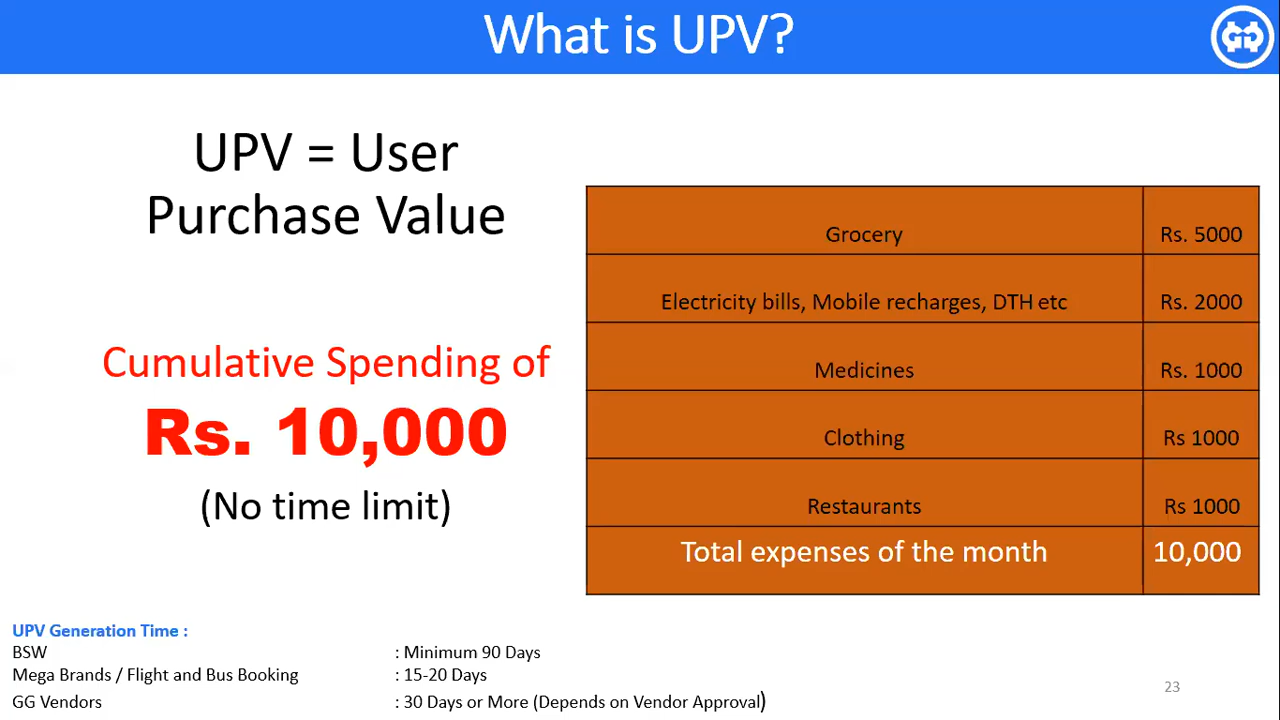 What is UPV?
GG
UPV = User
Purchase Value
Cumulative Spending of
Rs. 10,000
(No time limit)
Grocery Rs. 5000
Electricity bills, Mobile recharges, DTH etc Rs. 2000
Medicines Rs. 1000
Clothing Rs 1000
Restaurants Rs 1000
Total expenses of the month 10,000
UPV Generation Time :
BSW : Minimum 90 Days
Mega Brands / Flight and Bus Booking : 15-20 Days
GG Vendors : 30 Days or More (Depends on Vendor Approval)
23